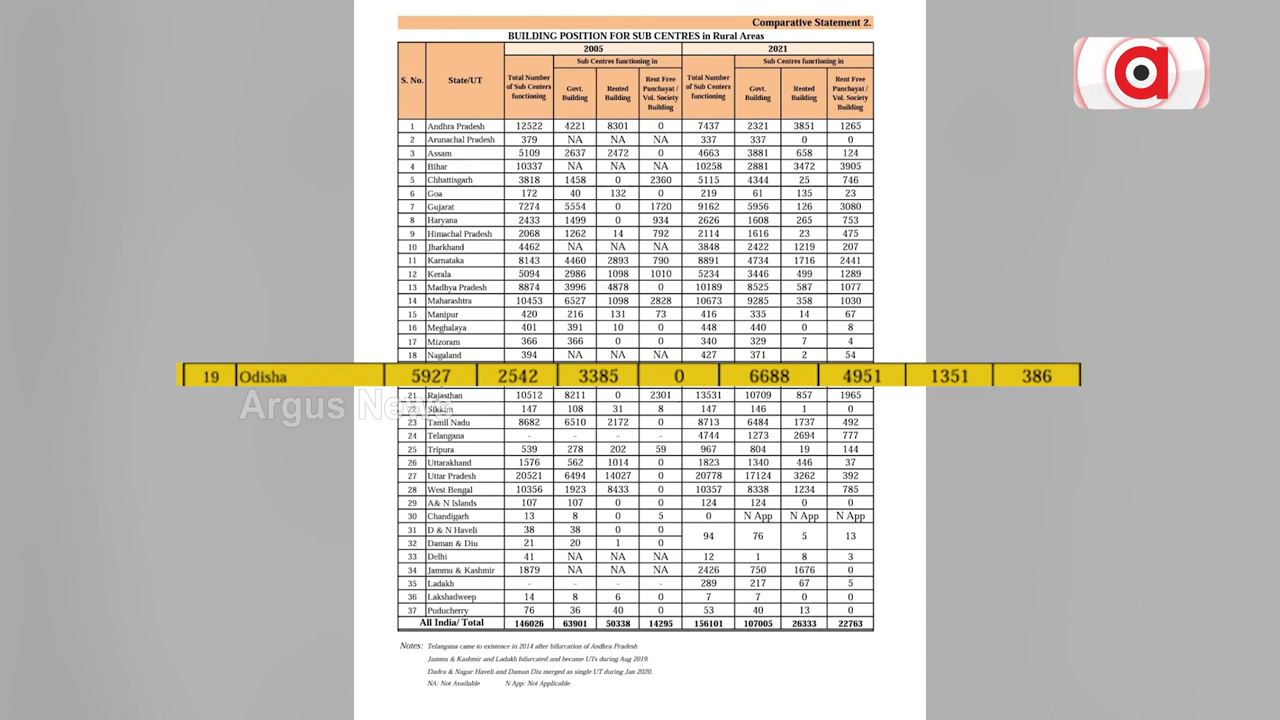 Comparative Statement 2.
BUILDING POSITION FOR SUB CENTRES in Rural Areas
S. No. State/UT 2005 2021
Total Number of Sub Centers functioning Sub Centres functioning in Total Number of Sub Centers functioning Sub Centres functioning in
Govt. Building Rented Building Rent Free Panchayat / Vol. Society Building Govt. Building Rented Building Rent Free Panchayat / Vol. Society Building
1 Andhra Pradesh 12522 4221 8301 0 7437 2321 3851 1265
2 Arunachal Pradesh 379 NA NA NA 337 337 0 0
3 Assam 5109 2637 2472 0 4663 3881 658 124
4 Bihar 10337 NA NA NA 10258 2881 3472 3905
5 Chhattisgarh 3818 1458 0 2360 5115 4344 25 746
6 Goa 172 40 132 0 219 61 135 23
7 Gujarat 7274 5554 0 1720 9162 5956 126 3080
8 Haryana 2433 1499 0 934 2626 1608 265 753
9 Himachal Pradesh 2068 1262 14 792 2114 1616 23 475
10 Jharkhand 4462 NA NA NA 3848 2422 1219 207
11 Karnataka 8143 4460 2893 790 8891 4734 1716 2441
12 Kerala 5094 2986 1098 1010 5234 3446 499 1289
13 Madhya Pradesh 8874 3996 4878 0 10189 8525 587 1077
14 Maharashtra 10453 6527 1098 2828 10673 9285 358 1030
15 Manipur 420 216 131 73 416 335 14 67
16 Meghalaya 401 391 10 0 448 440 0 8
17 Mizoram 366 366 0 0 340 329 7 4
18 Nagaland 394 NA NA NA 427 371 2 54
19 Odisha 5927 2542 3385 0 6688 4951 1351 386
21 Rajasthan 10512 8211 0 2301 13531 10709 857 1965
Argus News
22 Sikkim 147 108 31 8 147 146 1 0
23 Tamil Nadu 8682 6510 2172 0 8713 6484 1737 492
24 Telangana - - - - 4744 1273 2694 777
25 Tripura 539 278 202 59 967 804 19 144
26 Uttarakhand 1576 562 1014 0 1823 1340 446 37
27 Uttar Pradesh 20521 6494 14027 0 20778 17124 3262 392
28 West Bengal 10356 1923 8433 0 10357 8338 1234 785
29 A& N Islands 107 107 0 0 124 124 0 0
30 Chandigarh 13 8 0 5 0 N App N App N App
31 D & N Haveli 38 38 0 0 94 76 5 13
32 Daman & Diu 21 20 1 0
33 Delhi 41 NA NA NA 12 1 8 3
34 Jammu & Kashmir 1879 NA NA NA 2426 750 1676 0
35 Ladakh - - - - 289 217 67 5
36 Lakshadweep 14 8 6 0 7 7 0 0
37 Puducherry 76 36 40 0 53 40 13 0
All India/ Total 146026 63901 50338 14295 156101 107005 26333 22763
Notes: Telangana came to existence in 2014 after bifurcation of Andhra Pradesh
Jammu & Kashmir and Ladakh bifurcated and became UTs during Aug 2019.
Dadra & Nagar Haveli and Daman Diu merged as single UT during Jan 2020.
NA: Not Available N App: Not Applicable